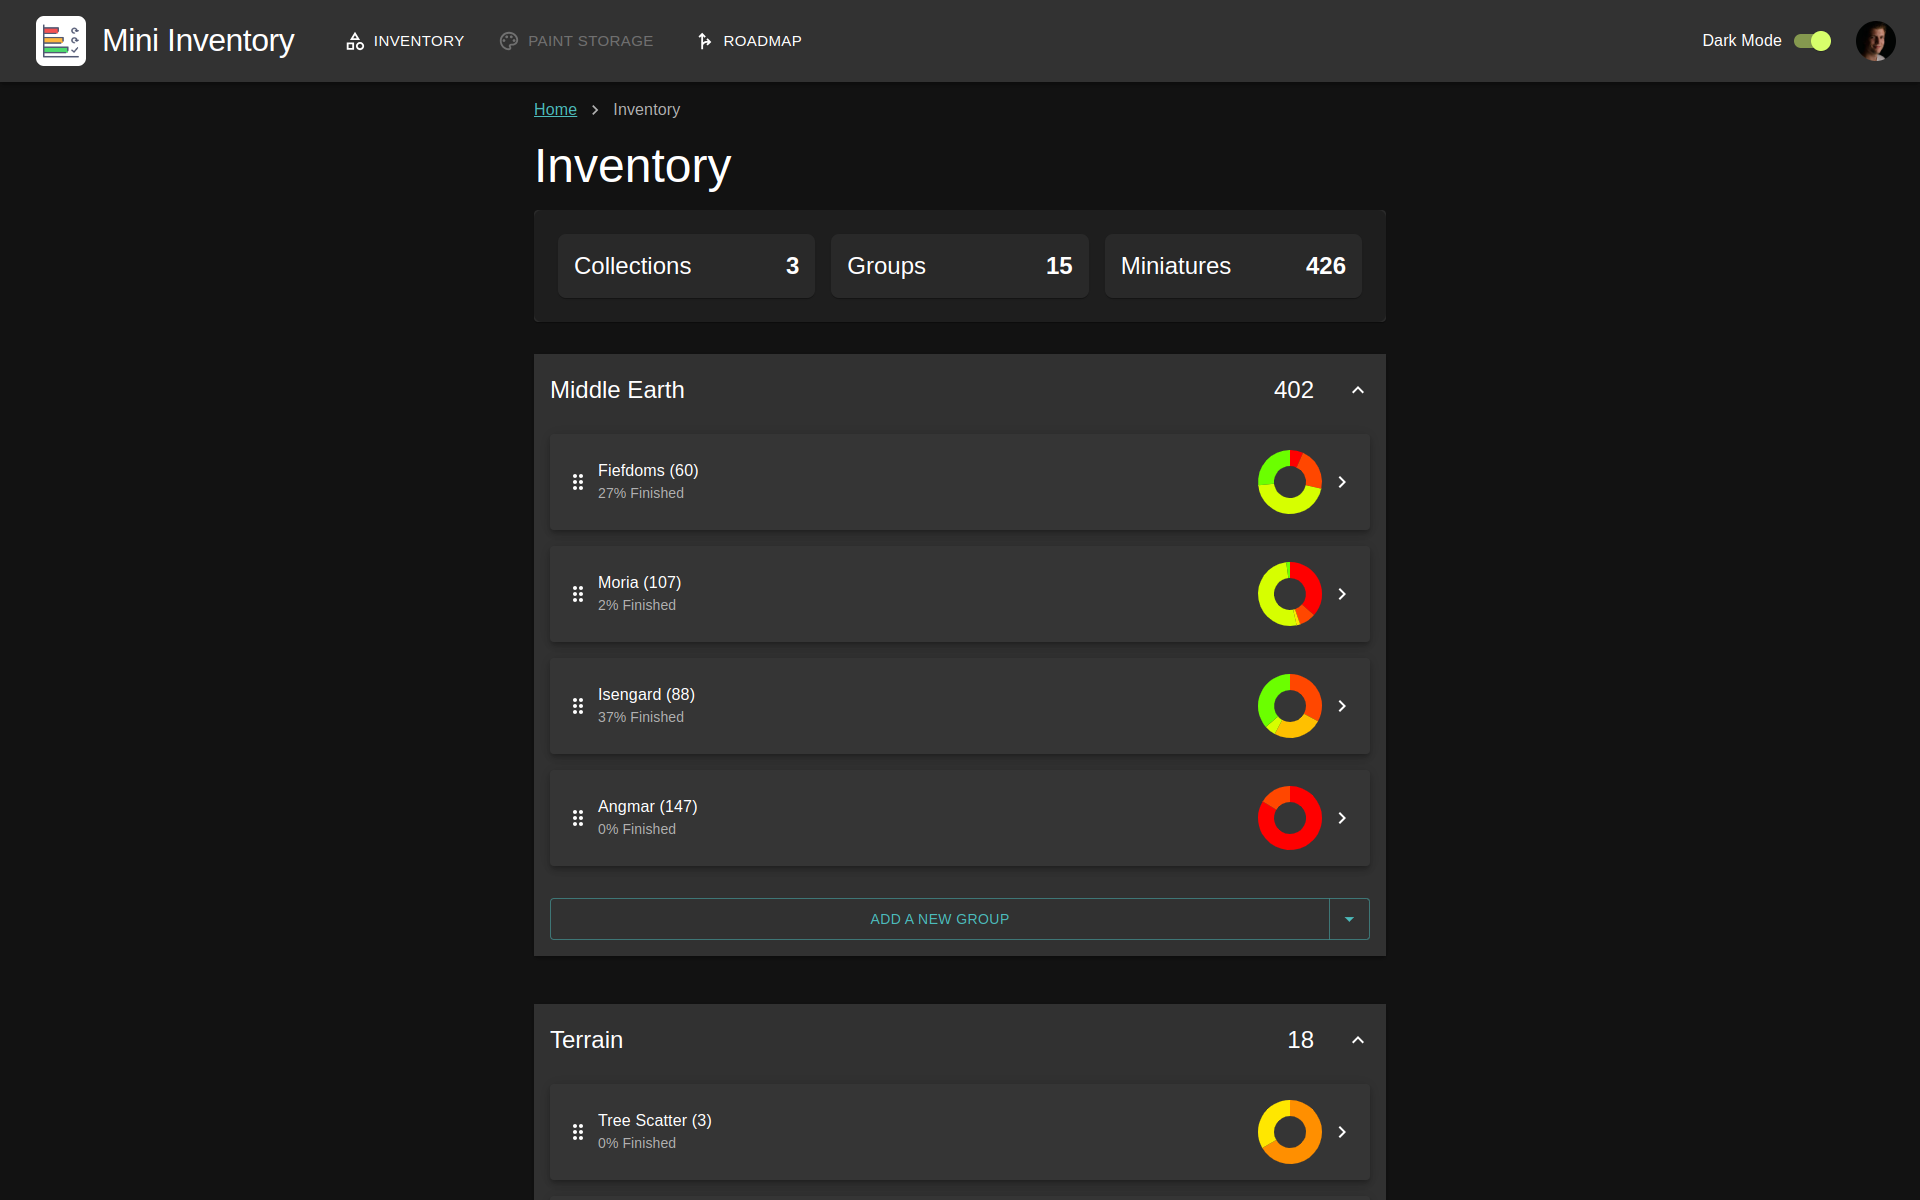 Mini Inventory
INVENTORY
PAINT STORAGE
ROADMAP
Dark Mode
Home
Inventory
Inventory
Collections 3
Groups 15
Miniatures 426
Middle Earth 402
Fiefdoms (60)
27% Finished
Moria (107)
2% Finished
Isengard (88)
37% Finished
Angmar (147)
0% Finished
ADD A NEW GROUP
Terrain 18
Tree Scatter (3)
0% Finished